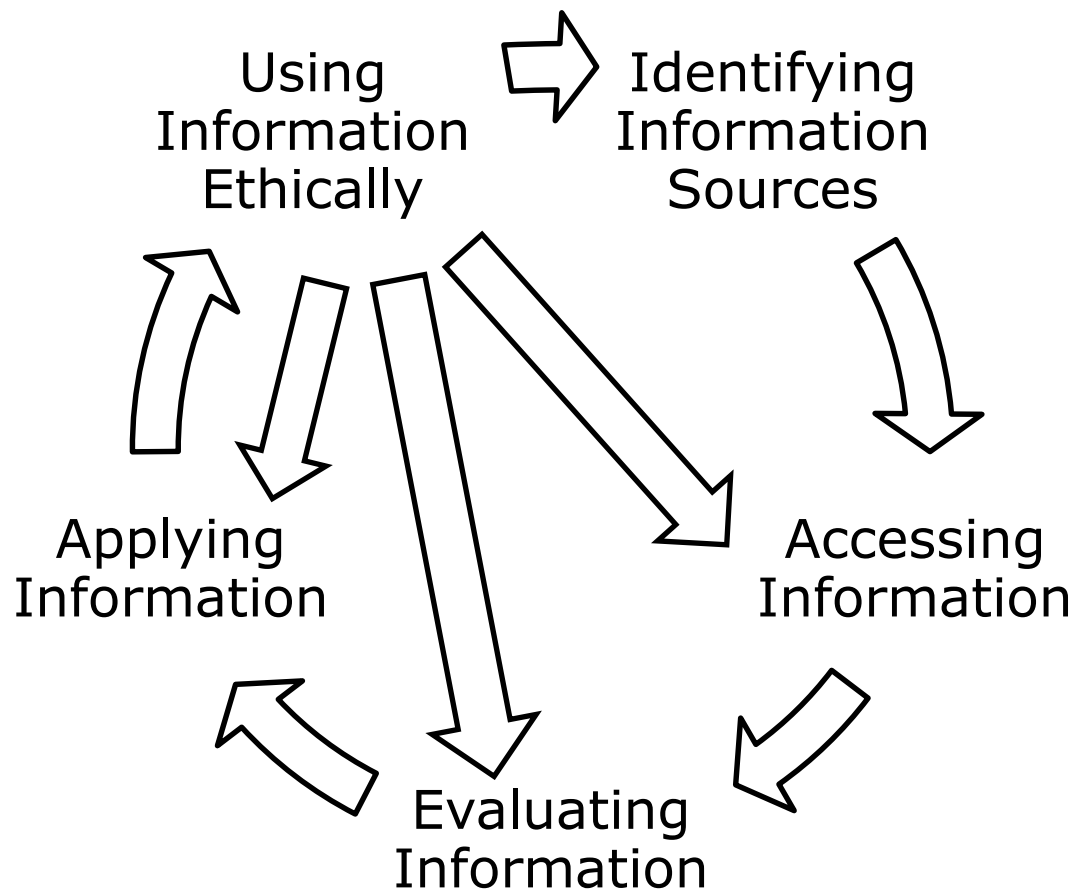 Using
Information
Ethically
Identifying
Information
Sources
Accessing
Information
Evaluating
Information
Applying
Information